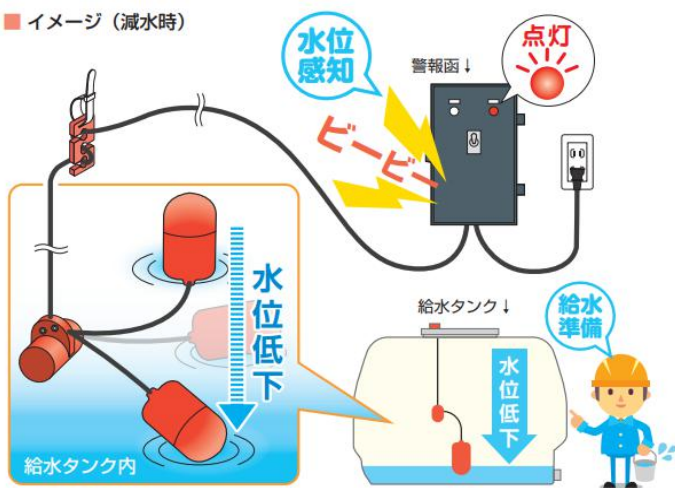 ■ イメージ（減水時）
水位
感知
警報函↓
点灯
ビービー
水位低下
給水タンク内
給水タンク↓
水位低下
給水
準備